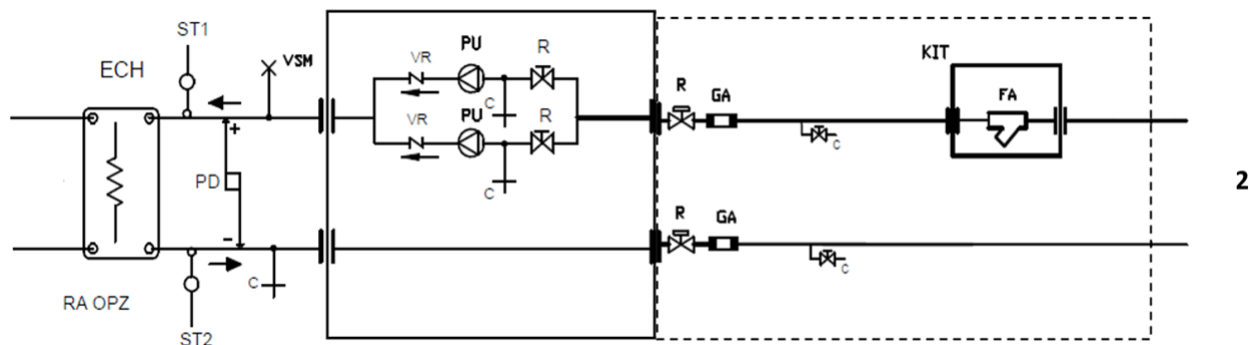 ST1
ECH
VSM
PU
R
VR
KIT
C
R
GA
FA
PU
R
VR
+
C
PD
2
C
R
GA
-
C
C
RA OPZ
ST2